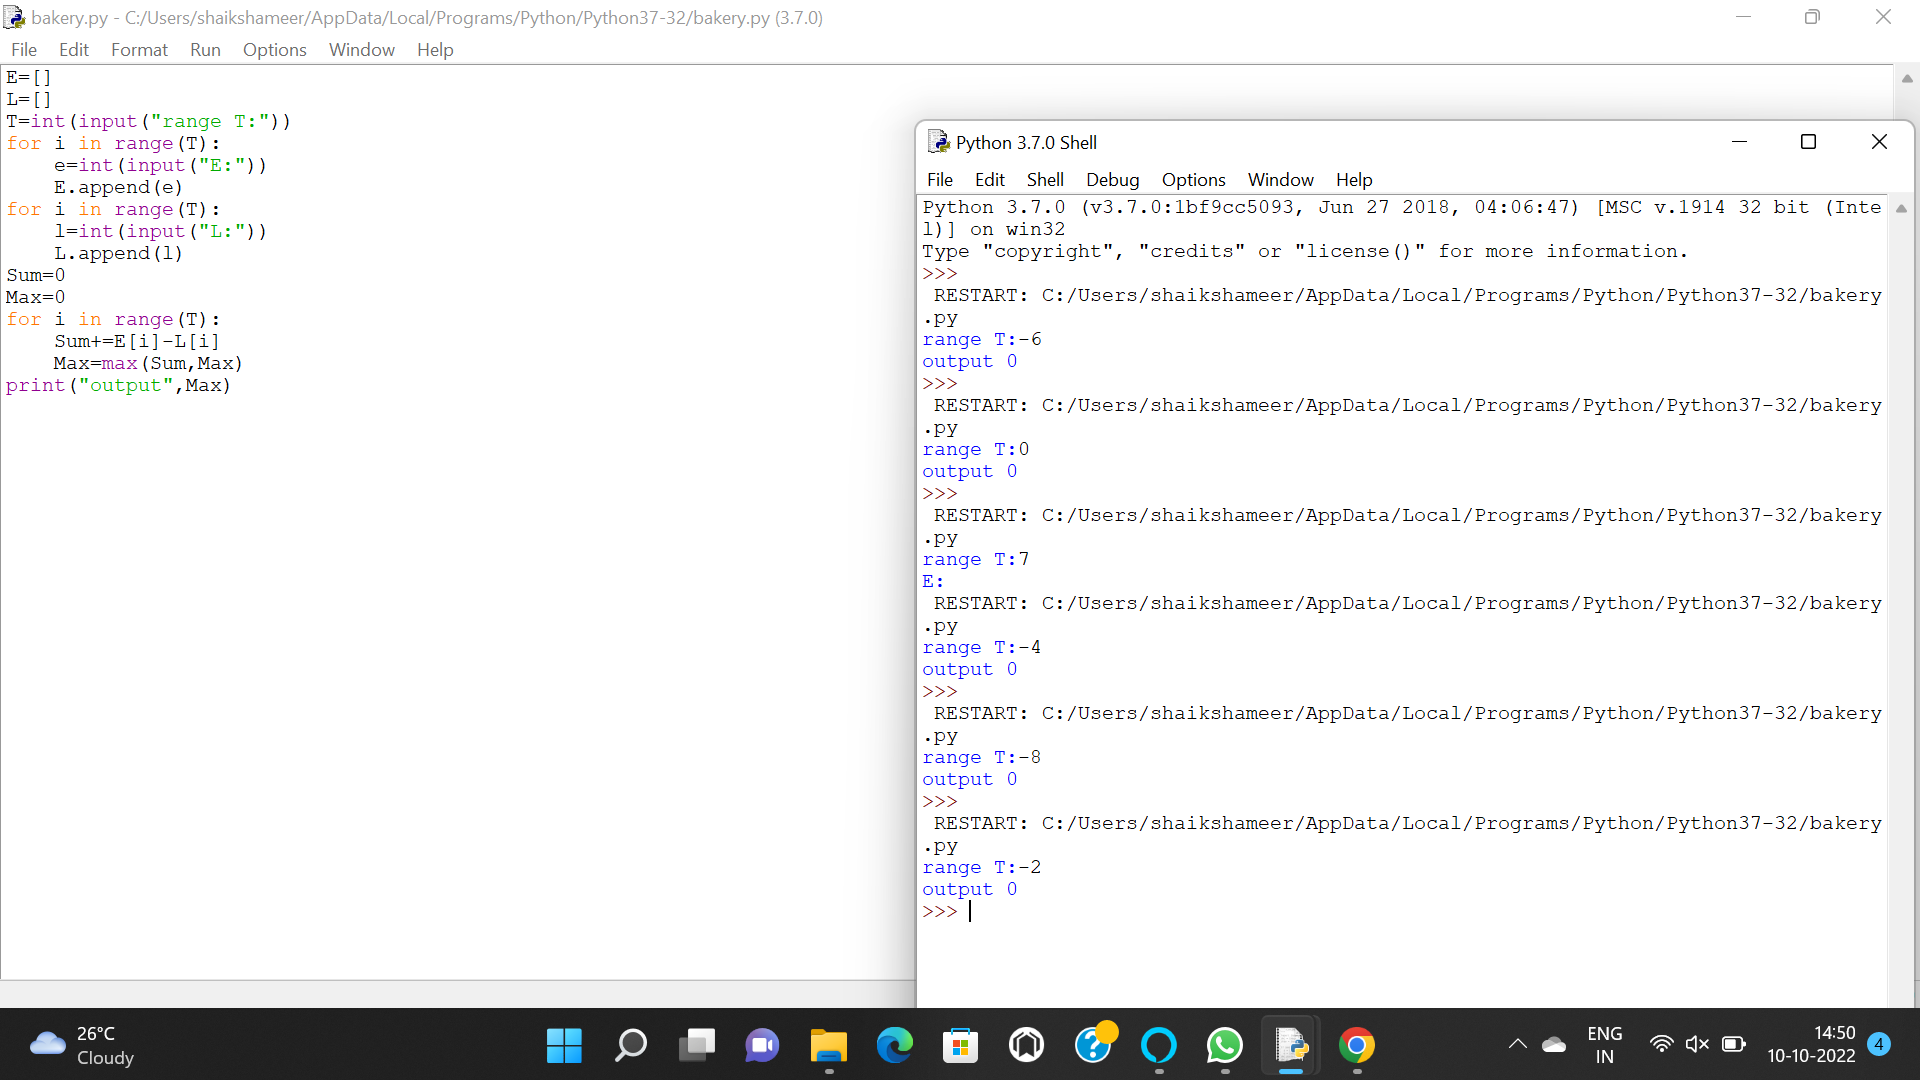 bakery.py - C:/Users/shaikshameer/AppData/Local/Programs/Python/Python37-32/bakery.py (3.7.0)
File Edit Format Run Options Window Help
E=[]
L=[]
T=int(input("range T:"))
for i in range(T):
    e=int(input("E:"))
    E.append(e)
for i in range(T):
    l=int(input("L:"))
    L.append(l)
Sum=0
Max=0
for i in range(T):
    Sum+=E[i]-L[i]
    Max=max(Sum,Max)
print("output",Max)
Python 3.7.0 Shell
File Edit Shell Debug Options Window Help
Python 3.7.0 (v3.7.0:1bf9cc5093, Jun 27 2018, 04:06:47) [MSC v.1914 32 bit (Inte
l)] on win32
Type "copyright", "credits" or "license()" for more information.
>>>
 RESTART: C:/Users/shaikshameer/AppData/Local/Programs/Python/Python37-32/bakery
.py
range T:-6
output 0
>>>
 RESTART: C:/Users/shaikshameer/AppData/Local/Programs/Python/Python37-32/bakery
.py
range T:0
output 0
>>>
 RESTART: C:/Users/shaikshameer/AppData/Local/Programs/Python/Python37-32/bakery
.py
range T:7
E:
 RESTART: C:/Users/shaikshameer/AppData/Local/Programs/Python/Python37-32/bakery
.py
range T:-4
output 0
>>>
 RESTART: C:/Users/shaikshameer/AppData/Local/Programs/Python/Python37-32/bakery
.py
range T:-8
output 0
>>>
 RESTART: C:/Users/shaikshameer/AppData/Local/Programs/Python/Python37-32/bakery
.py
range T:-2
output 0
>>>
26°C
Cloudy
ENG
IN
14:50
10-10-2022
4